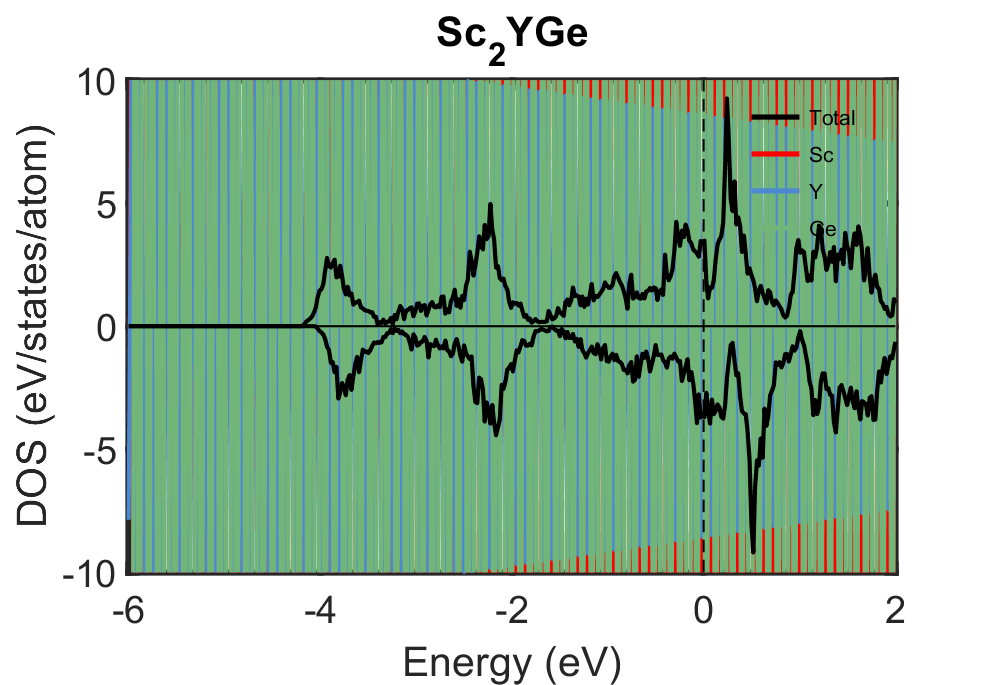 Sc2YGe
10
5
0
-5
-10
DOS (eV/states/atom)
Total
Sc
Y
Ge
-6
-4
-2
0
2
Energy (eV)